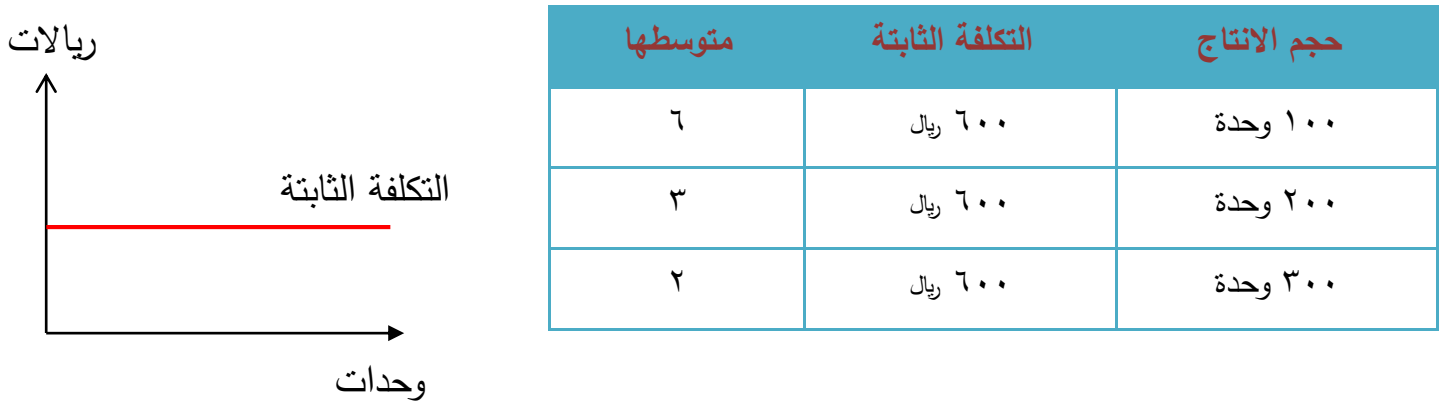 حجم الانتاج التكلفة الثابتة متوسطها
١٠٠ وحدة ٦٠٠ ريال ٦
٢٠٠ وحدة ٦٠٠ ريال ٣
٣٠٠ وحدة ٦٠٠ ريال ٢
ريالات
التكلفة الثابتة
وحدات